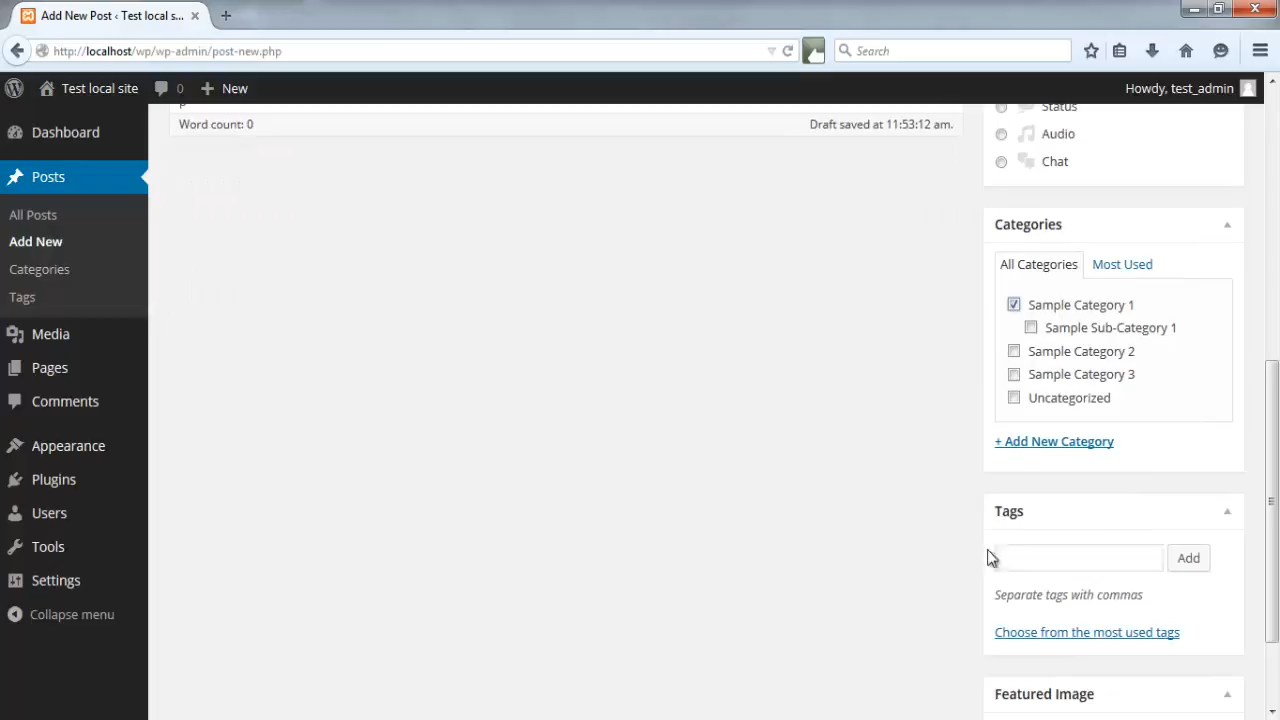 Add New Post ‹ Test local s...
http://localhost/wp/wp-admin/post-new.php
Search
Test local site
0
New
Howdy, test_admin
Dashboard
Posts
All Posts
Add New
Categories
Tags
Media
Pages
Comments
Appearance
Plugins
Users
Tools
Settings
Collapse menu
p
Word count: 0
Draft saved at 11:53:12 am.
Status
Audio
Chat
Categories
All Categories
Most Used
Sample Category 1
Sample Sub-Category 1
Sample Category 2
Sample Category 3
Uncategorized
+ Add New Category
Tags
Add
Separate tags with commas
Choose from the most used tags
Featured Image